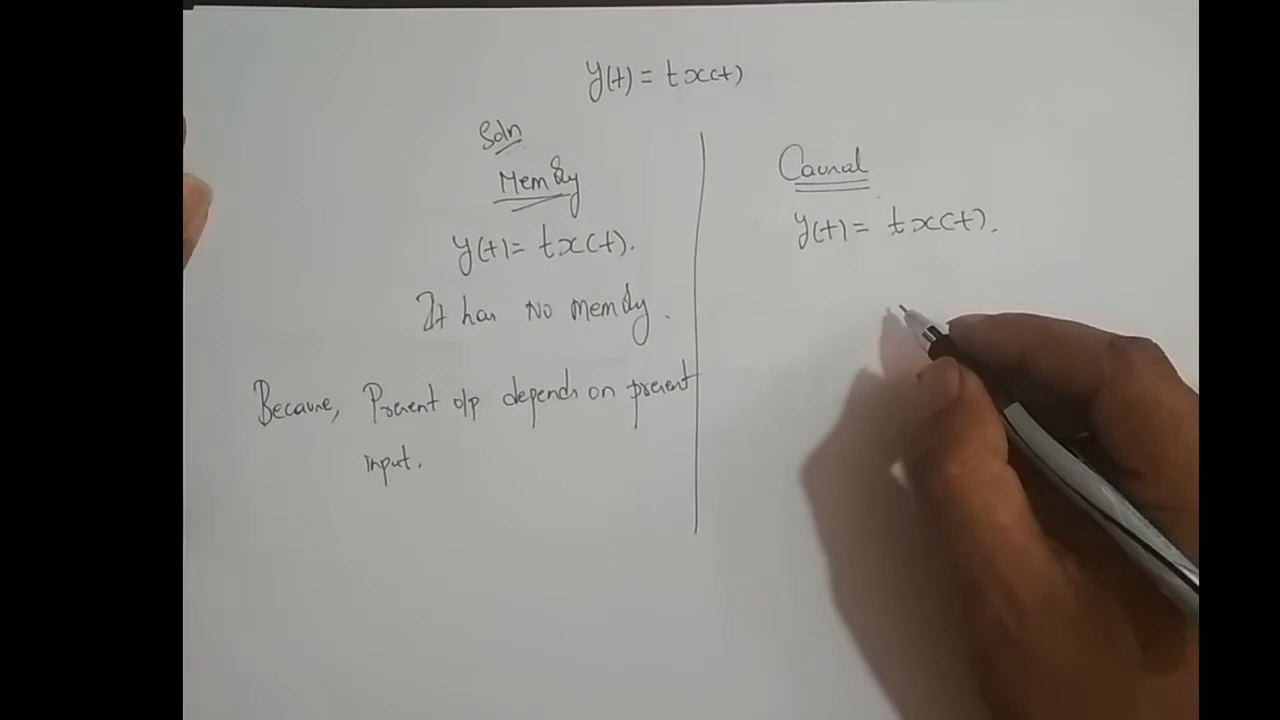 y(t) = tx(t)
Soln
Memory
y(t) = tx(t).
It has No memory.
Because, Present o/p depends on present
input.
Causal
y(t) = tx(t).